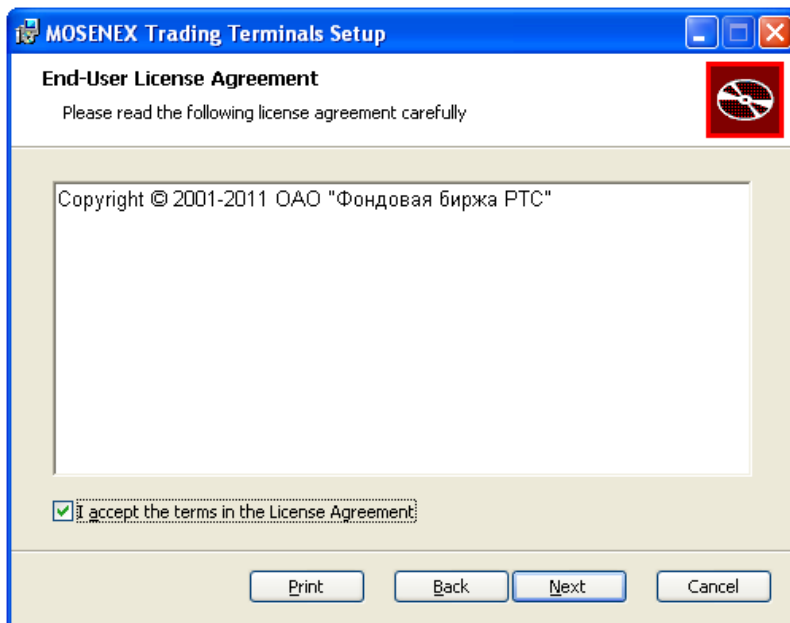 MOSENEX Trading Terminals Setup
End-User License Agreement
Please read the following license agreement carefully
Copyright © 2001-2011 ОАО "Фондовая биржа РТС"
I accept the terms in the License Agreement
Print Back Next Cancel